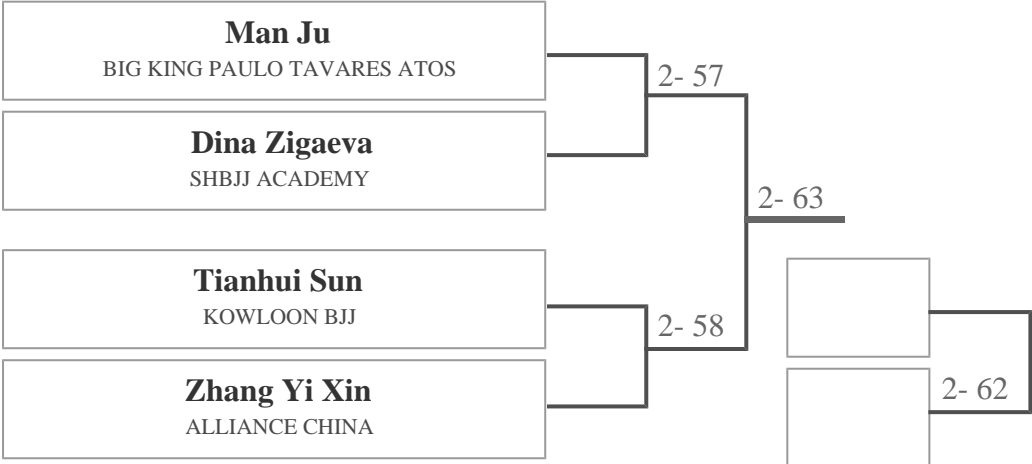 Man Ju
BIG KING PAULO TAVARES ATOS
2- 57
Dina Zigaeva
SHBJJ ACADEMY
2- 63
Tianhui Sun
KOWLOON BJJ
2- 58
Zhang Yi Xin
ALLIANCE CHINA
2- 62